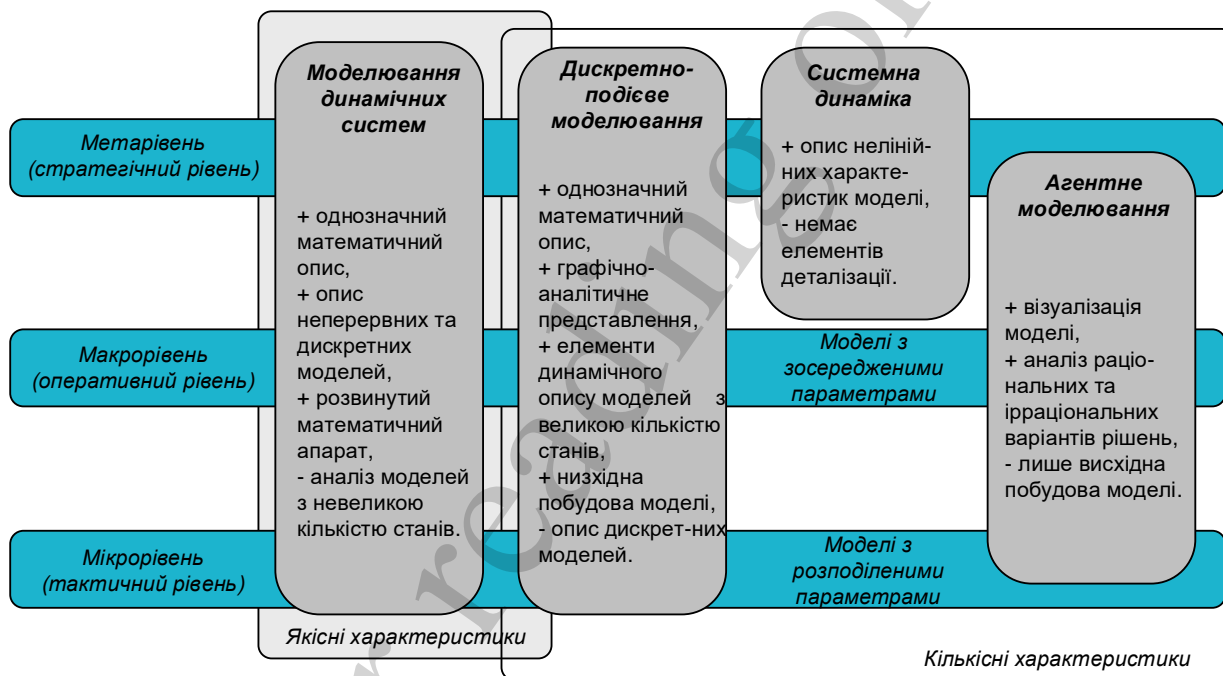 Моделювання
динамічних
систем
+ однозначний
математичний
опис,
+ опис
неперервних та
дискретних
моделей,
+ розвинутий
математичний
апарат,
- аналіз моделей
з невеликою
кількістю станів.
Дискретно-
подієве
моделювання
+ однозначний
математичний
опис,
+ графічно-
аналітичне
представлення,
+ елементи
динамічного
опису моделей з
великою кількістю
станів,
+ низхідна
побудова моделі,
- опис дискрет-них
моделей.
Системна
динаміка
+ опис неліній-
них характе-
ристик моделі,
- немає
елементів
деталізації.
Агентне
моделювання
+ візуалізація
моделі,
+ аналіз раціо-
нальних та
ірраціональних
варіантів рішень,
- лише висхідна
побудова моделі.
Метарівень
(стратегічний рівень)
Макрорівень
(оперативний рівень)
Моделі з
зосередженими
параметрами
Мікрорівень
(тактичний рівень)
Моделі з
розподіленими
параметрами
Якісні характеристики
Кількісні характеристики
reading